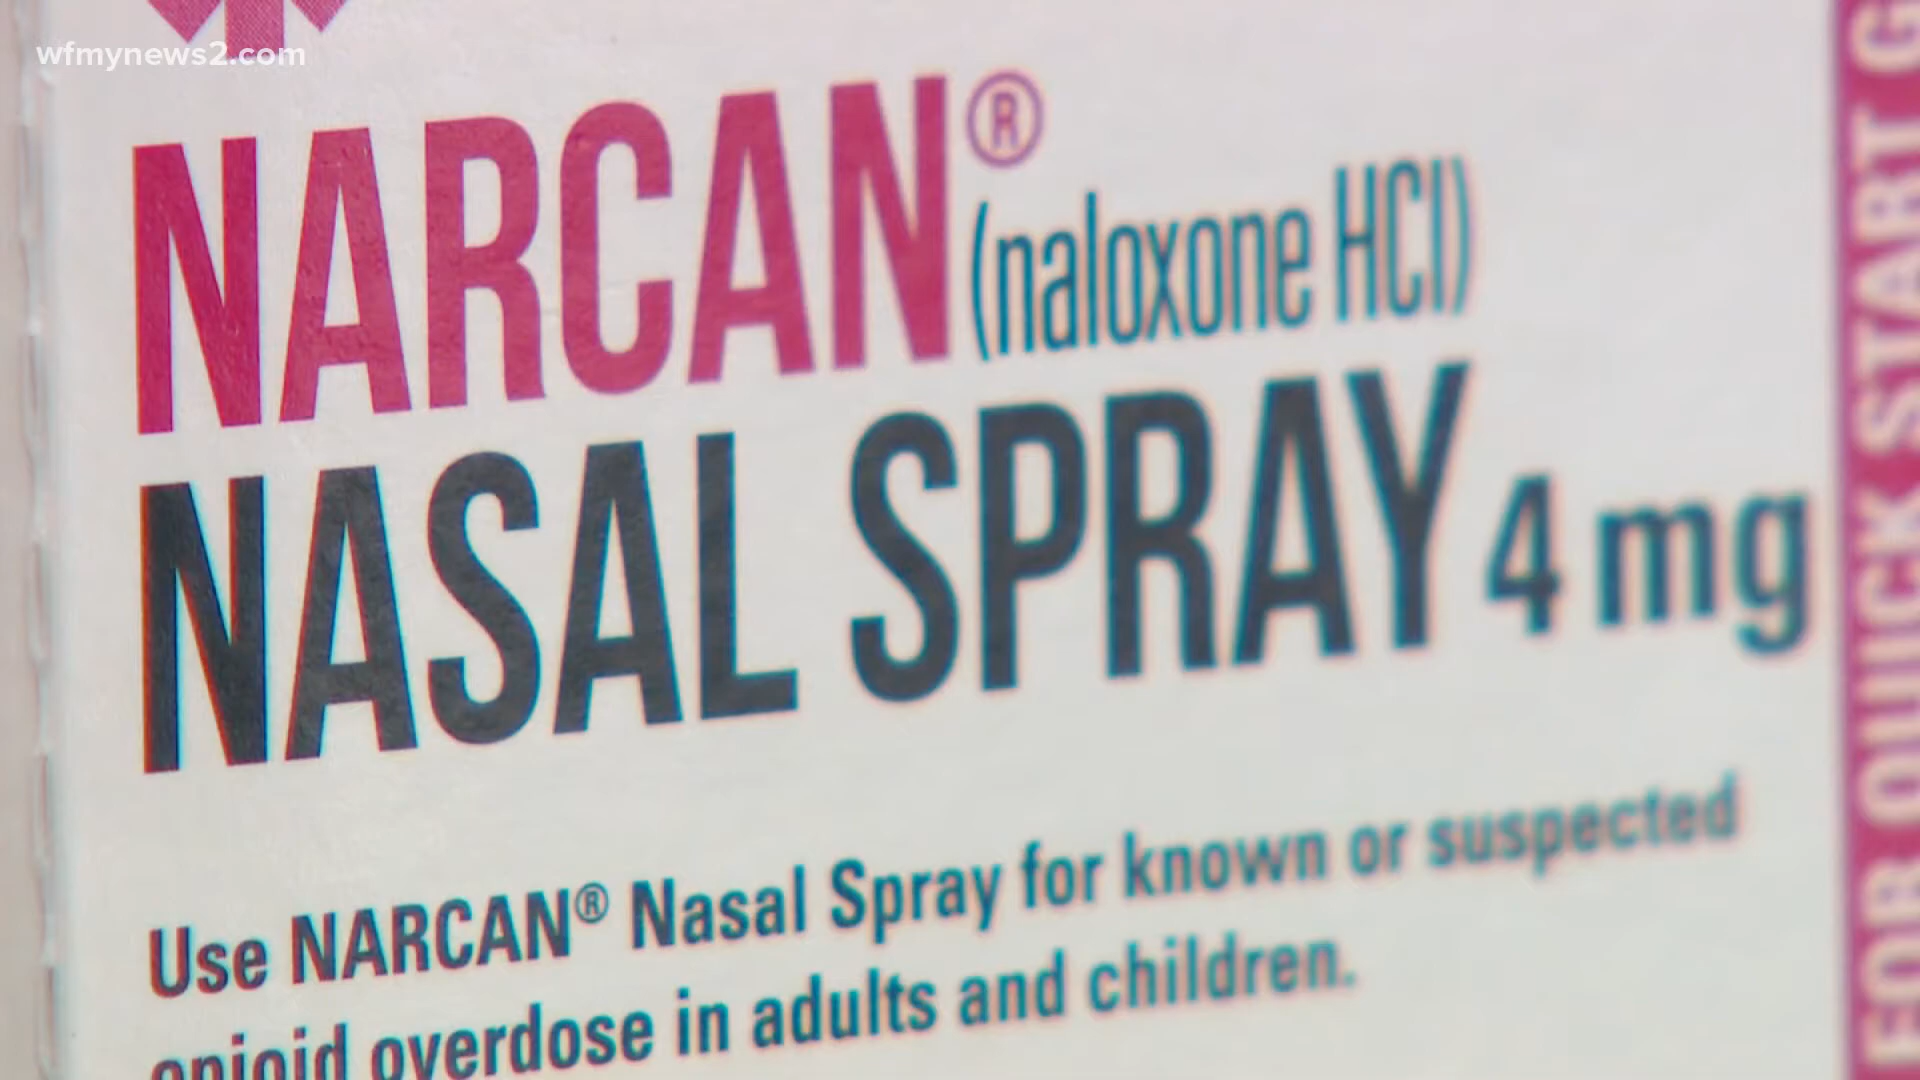 wfmynews2.com
NARCAN®
(naloxone HCl)
NASAL SPRAY 4 mg
Use NARCAN® Nasal Spray for known or suspected
opioid overdose in adults and children.
FOR QUICK START G